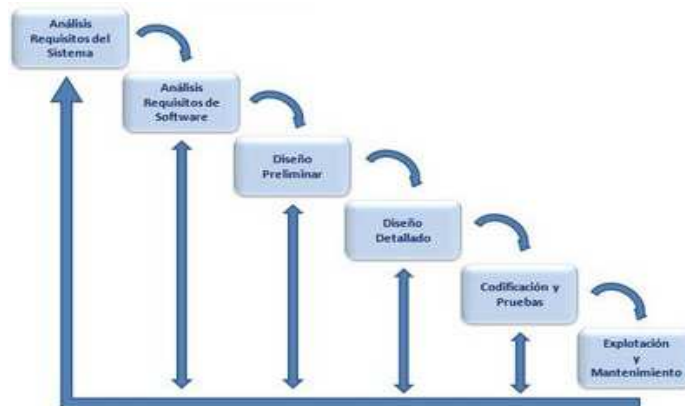 Análisis
Requisitos del
Sistema
Análisis
Requisitos de
Software
Diseño
Preliminar
Diseño
Detallado
Codificación y
Pruebas
Explotación
y
Mantenimiento